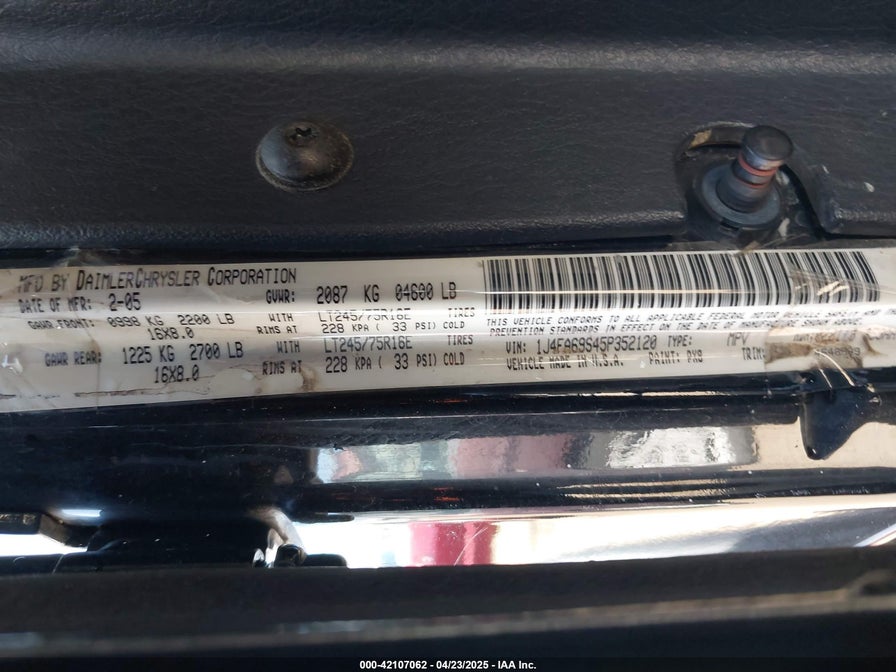 MFD BY DAIMLERCHRYSLER CORPORATION
DATE OF MFR: 2-05 GVWR: 2087 KG 04600 LB
GAWR FRONT: 0998 KG 2200 LB WITH LT245/75R16E TIRES
16X8.0 RIMS AT 228 KPA ( 33 PSI) COLD
GAWR REAR: 1225 KG 2700 LB WITH LT245/75R16E TIRES
16X8.0 RIMS AT 228 KPA ( 33 PSI) COLD
THIS VEHICLE CONFORMS TO ALL APPLICABLE FEDERAL MOTOR VEHICLE SAFETY
PREVENTION STANDARDS IN EFFECT ON THE DATE OF MANUFACTURE SHOWN ABOVE.
VIN: 1J4FA69S45P352120 TYPE: MPV
VEHICLE MADE IN U.S.A. PAINT: PX8 TRIM:
000-42107062 — 04/23/2025 — IAA Inc.